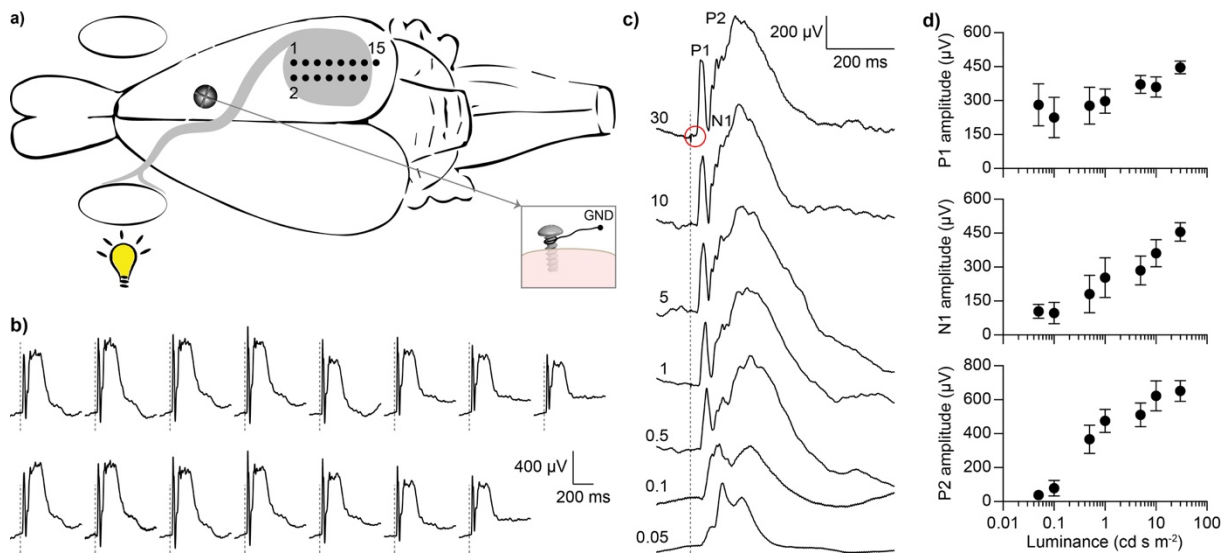 a)
1
15
2
GND
b)
400 µV
200 ms
c)
P2
P1
200 µV
200 ms
30
N1
10
5
1
0.5
0.1
0.05
d)
P1 amplitude (µV)
600
450
300
150
0
N1 amplitude (µV)
600
450
300
150
0
P2 amplitude (µV)
800
600
400
200
0
0.01 0.1 1 10 100
Luminance (cd s m⁻²)